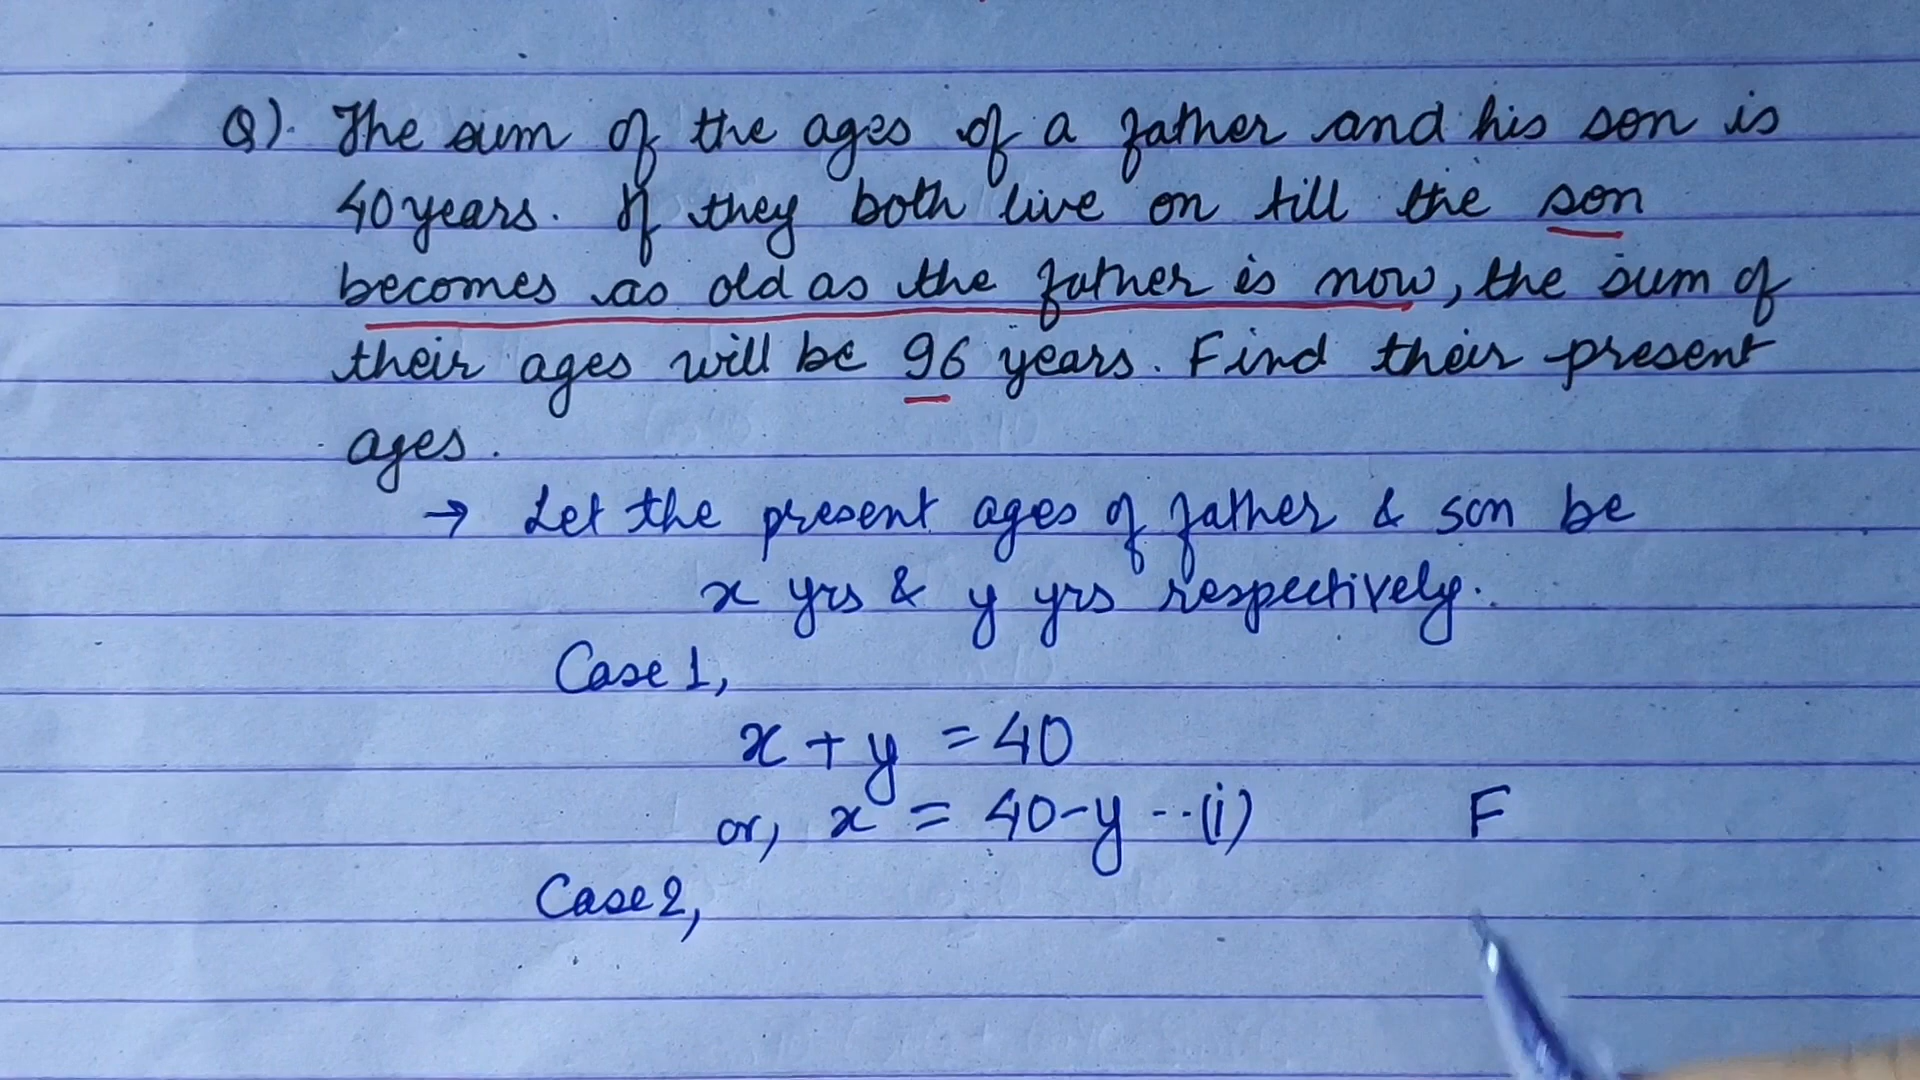 Q). The sum of the ages of a father and his son is
40 years. If they both live on till the son
becomes as old as the father is now, the sum of
their ages will be 96 years. Find their present
ages.
→ Let the present ages of father & son be
x yrs & y yrs respectively.
Case 1,
x + y = 40
or, x = 40-y --(i)
F
Case 2,